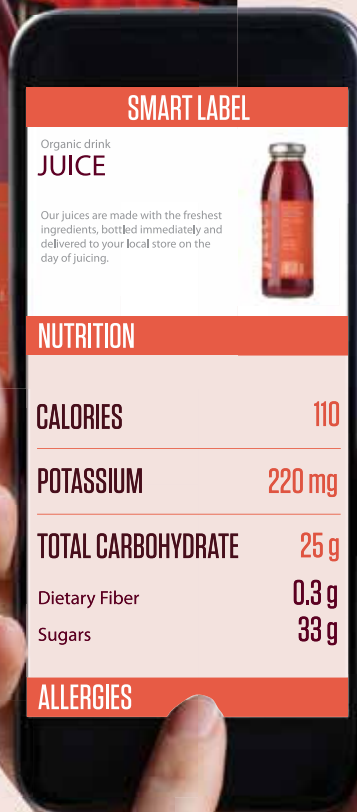 SMART LABEL
Organic drink
JUICE
Our juices are made with the freshest
ingredients, bottled immediately and
delivered to your local store on the
day of juicing.
NUTRITION
CALORIES 110
POTASSIUM 220 mg
TOTAL CARBOHYDRATE 25 g
Dietary Fiber 0.3 g
Sugars 33 g
ALLERGIES